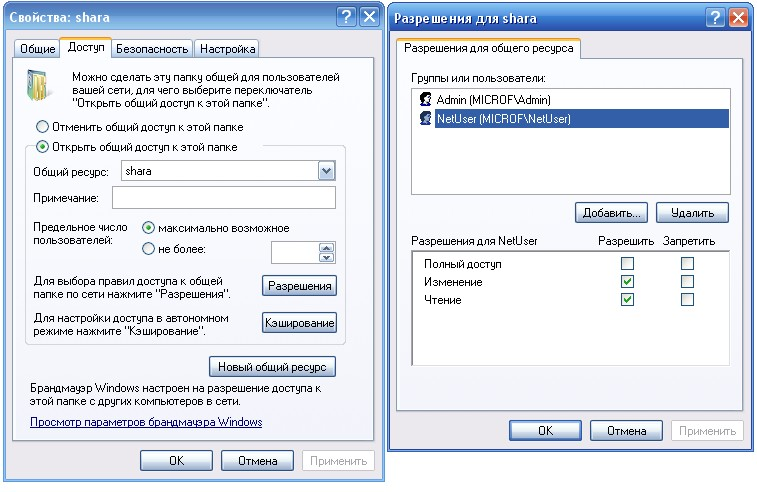 Свойства: shara
Общие
Доступ
Безопасность
Настройка
Можно сделать эту папку общей для пользователей
вашей сети, для чего выберите переключатель
"Открыть общий доступ к этой папке".
Отменить общий доступ к этой папке
Открыть общий доступ к этой папке
Общий ресурс:
shara
Примечание:
Предельное число
пользователей:
максимально возможное
не более:
Для выбора правил доступа к общей
папке по сети нажмите "Разрешения".
Разрешения
Для настройки доступа в автономном
режиме нажмите "Кэширование".
Кэширование
Новый общий ресурс
Брандмауэр Windows настроен на разрешение доступа к
этой папке с других компьютеров в сети.
Просмотр параметров брандмауэра Windows
OK
Отмена
Применить
Разрешения для shara
Разрешения для общего ресурса
Группы или пользователи:
Admin (MICROF\Admin)
NetUser (MICROF\NetUser)
Добавить...
Удалить
Разрешения для NetUser
Разрешить
Запретить
Полный доступ
Изменение
Чтение
OK
Отмена
Применить